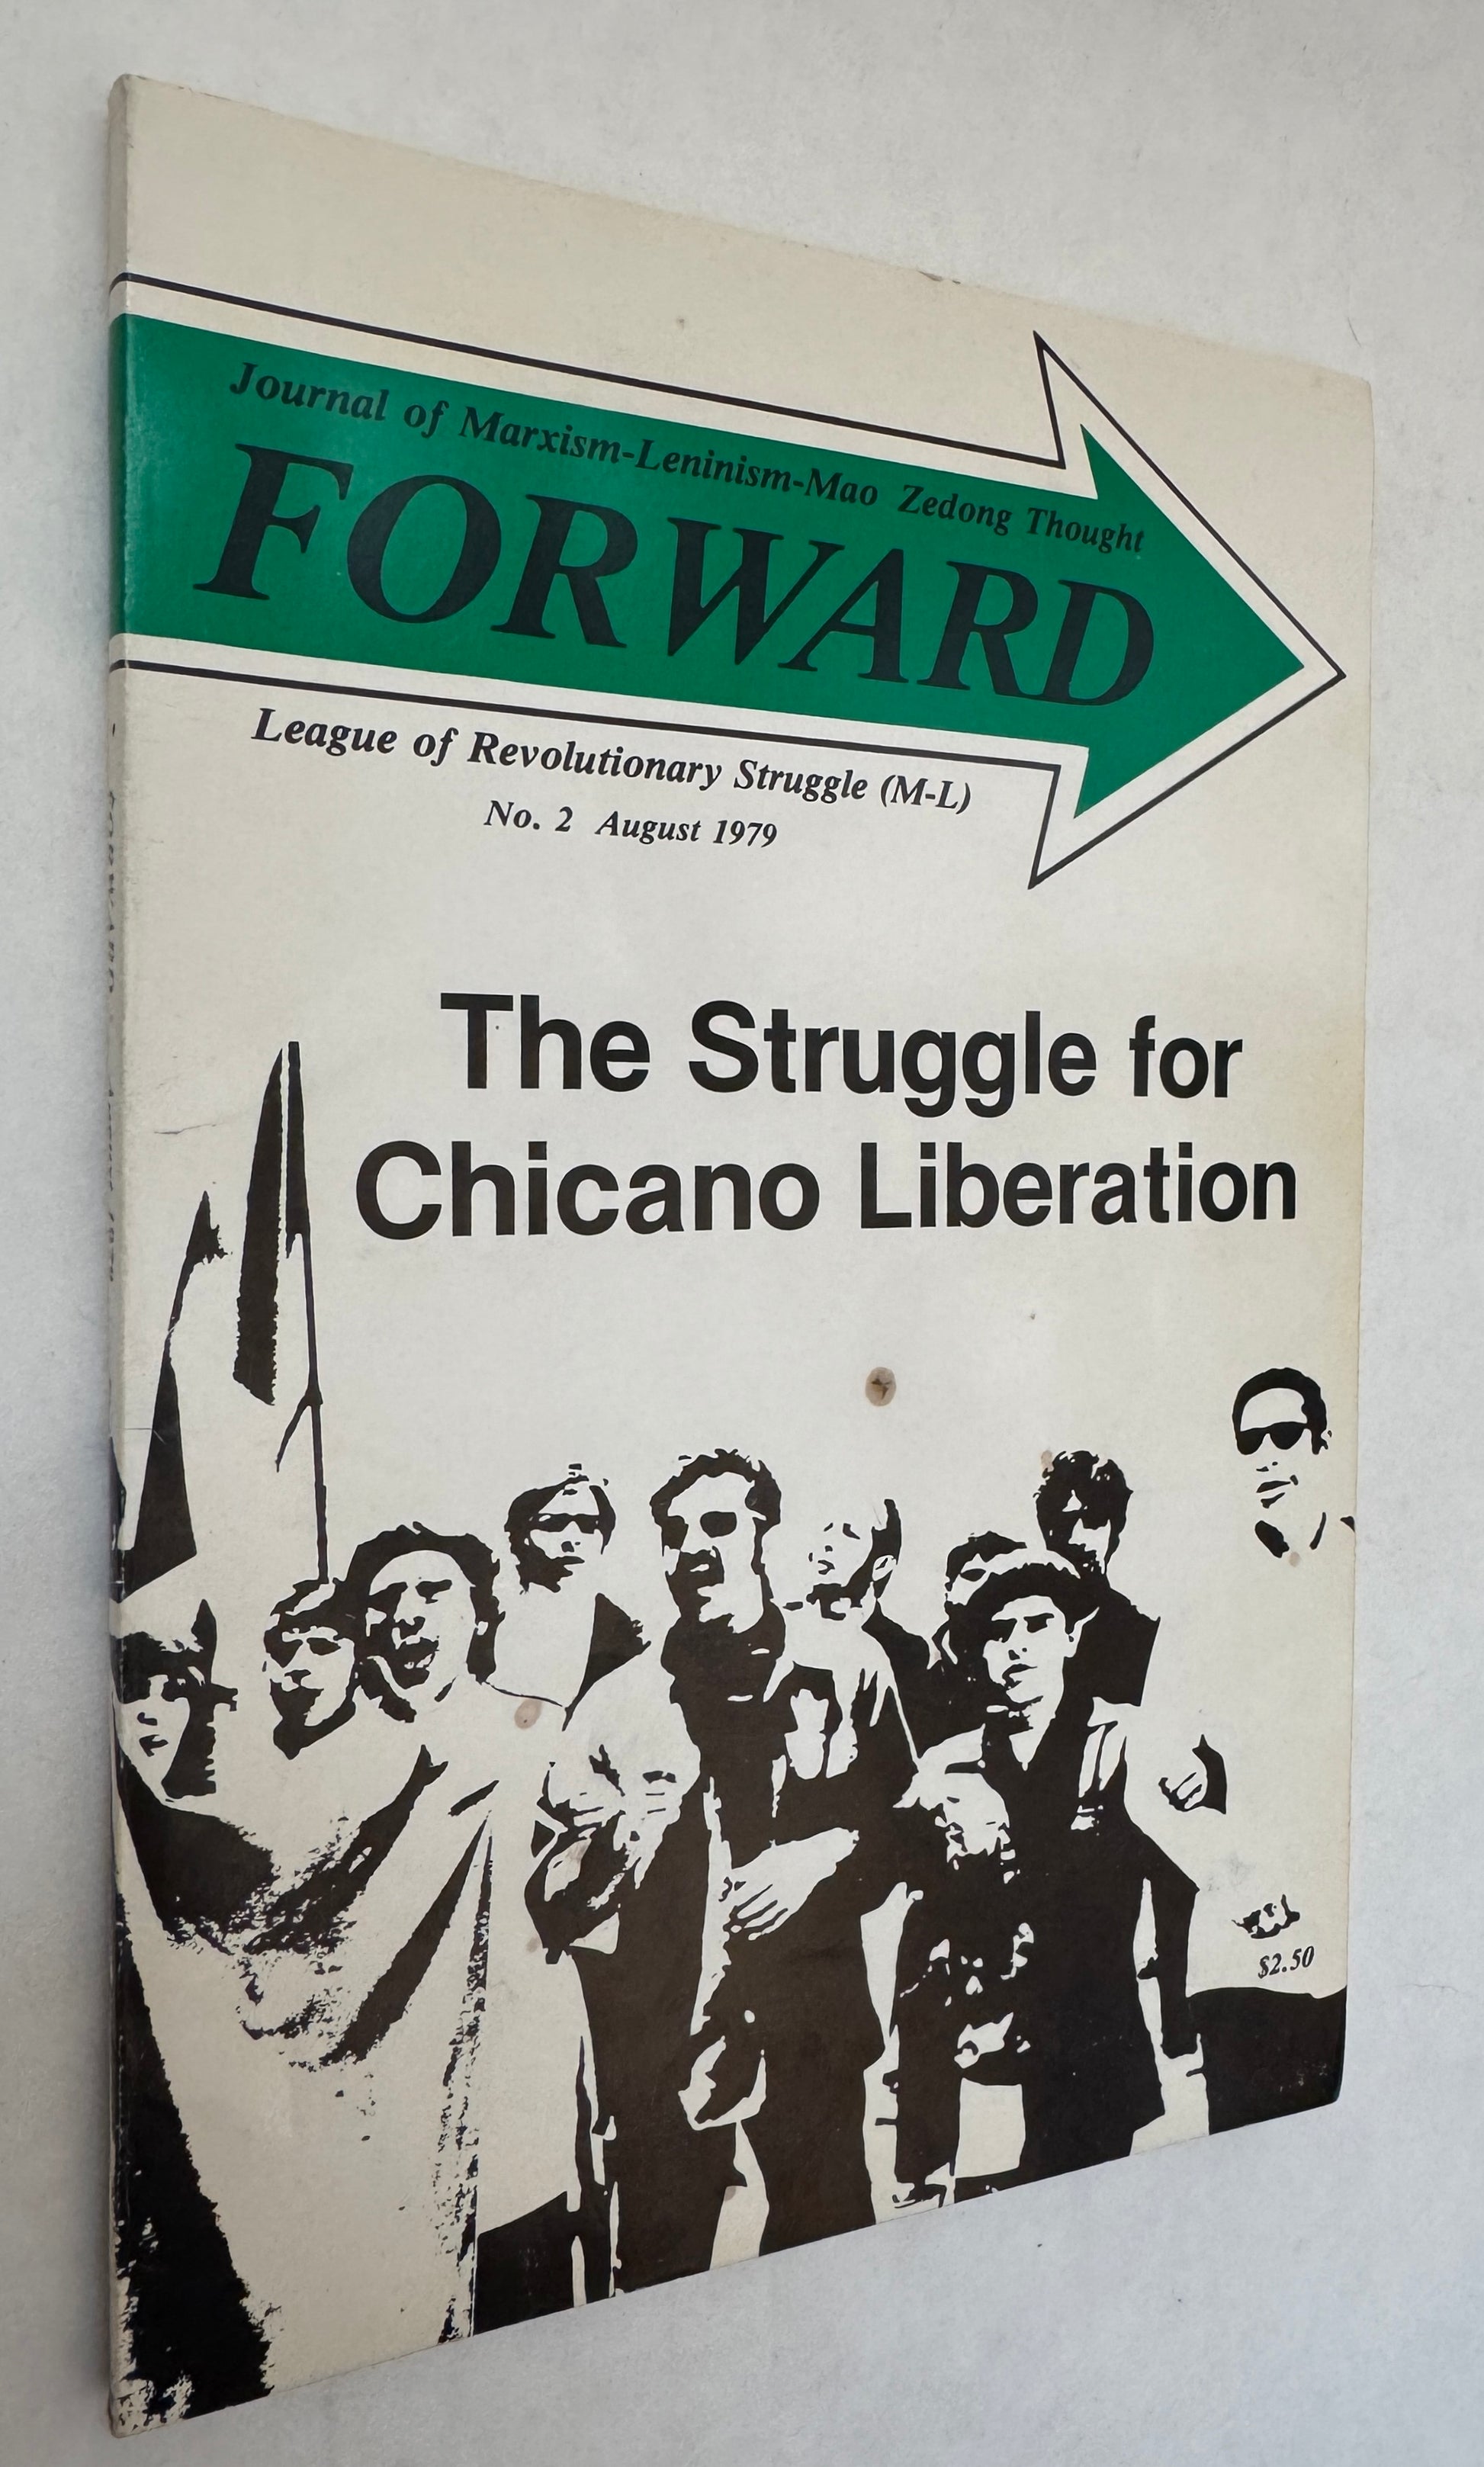 Journal of Marxism-Leninism-Mao Zedong Thought
FORWARD
League of Revolutionary Struggle (M-L)
No. 2 August 1979
The Struggle for
Chicano Liberation
$2.50